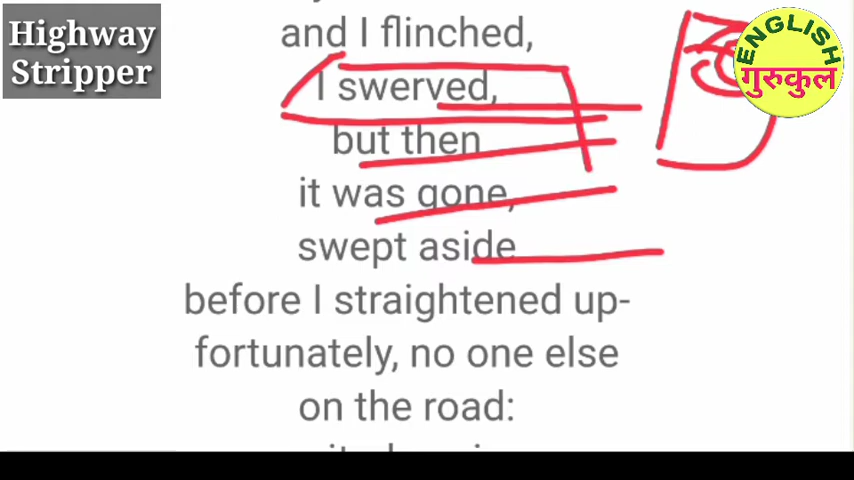 Highway
Stripper
and I flinched,
I swerved,
but then
it was gone,
swept aside
before I straightened up-
fortunately, no one else
on the road:
ENGLISH
गुरुकुल